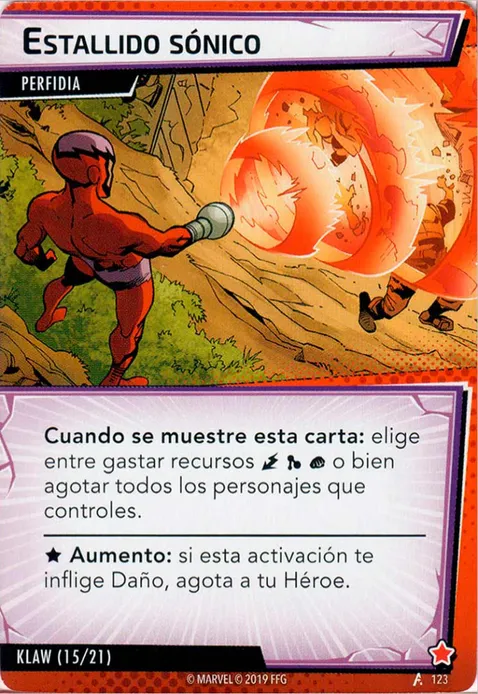 ESTALLIDO SÓNICO
PERFIDIA
Cuando se muestre esta carta: elige
entre gastar recursos o bien
agotar todos los personajes que
controles.
★ Aumento: si esta activación te
inflige Daño, agota a tu Héroe.
KLAW (15/21)
© MARVEL © 2019 FFG
123